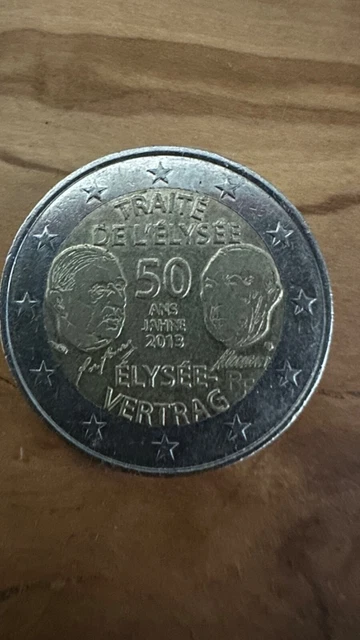 TRAITÉ
DE L'ÉLYSÉE
50
ANS
JAHRE
2013
ÉLYSÉE-
RF
VERTRAG